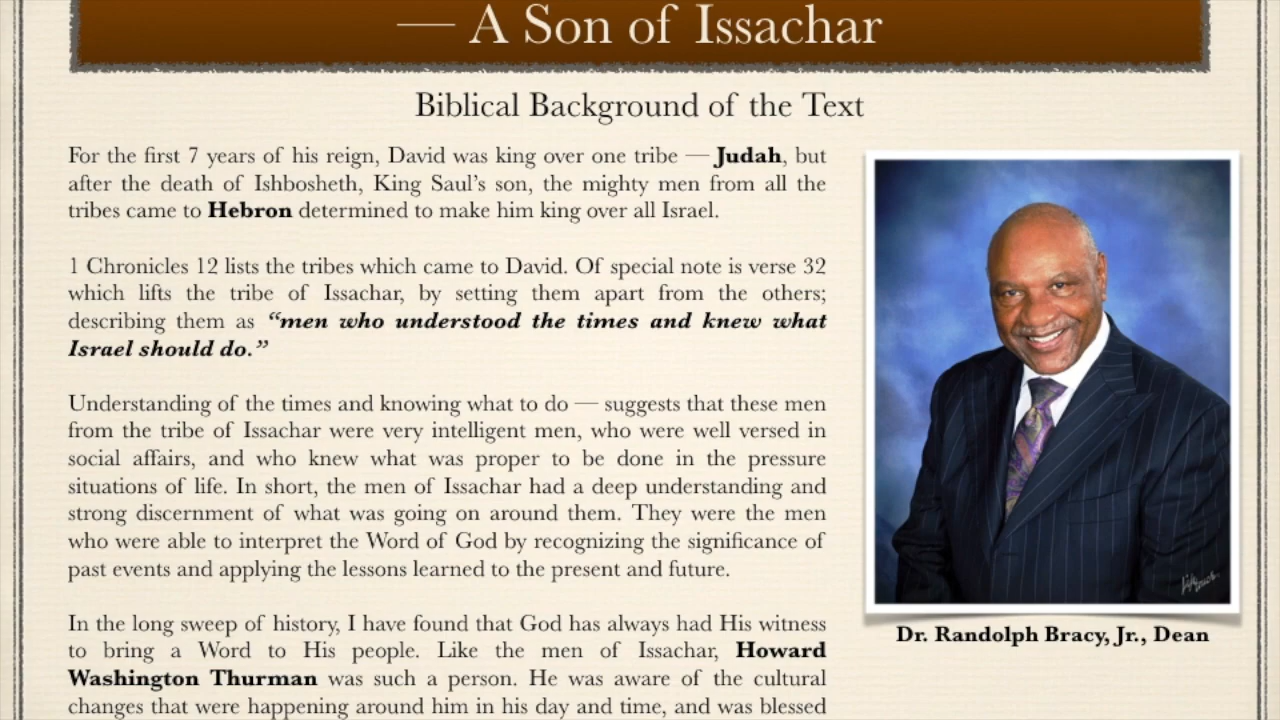 — A Son of Issachar
Biblical Background of the Text
For the first 7 years of his reign, David was king over one tribe — Judah, but
after the death of Ishbosheth, King Saul’s son, the mighty men from all the
tribes came to Hebron determined to make him king over all Israel.
1 Chronicles 12 lists the tribes which came to David. Of special note is verse 32
which lifts the tribe of Issachar, by setting them apart from the others;
describing them as “men who understood the times and knew what
Israel should do.”
Understanding of the times and knowing what to do — suggests that these men
from the tribe of Issachar were very intelligent men, who were well versed in
social affairs, and who knew what was proper to be done in the pressure
situations of life. In short, the men of Issachar had a deep understanding and
strong discernment of what was going on around them. They were the men
who were able to interpret the Word of God by recognizing the significance of
past events and applying the lessons learned to the present and future.
In the long sweep of history, I have found that God has always had His witness
to bring a Word to His people. Like the men of Issachar, Howard
Washington Thurman was such a person. He was aware of the cultural
changes that were happening around him in his day and time, and was blessed
Dr. Randolph Bracy, Jr., Dean